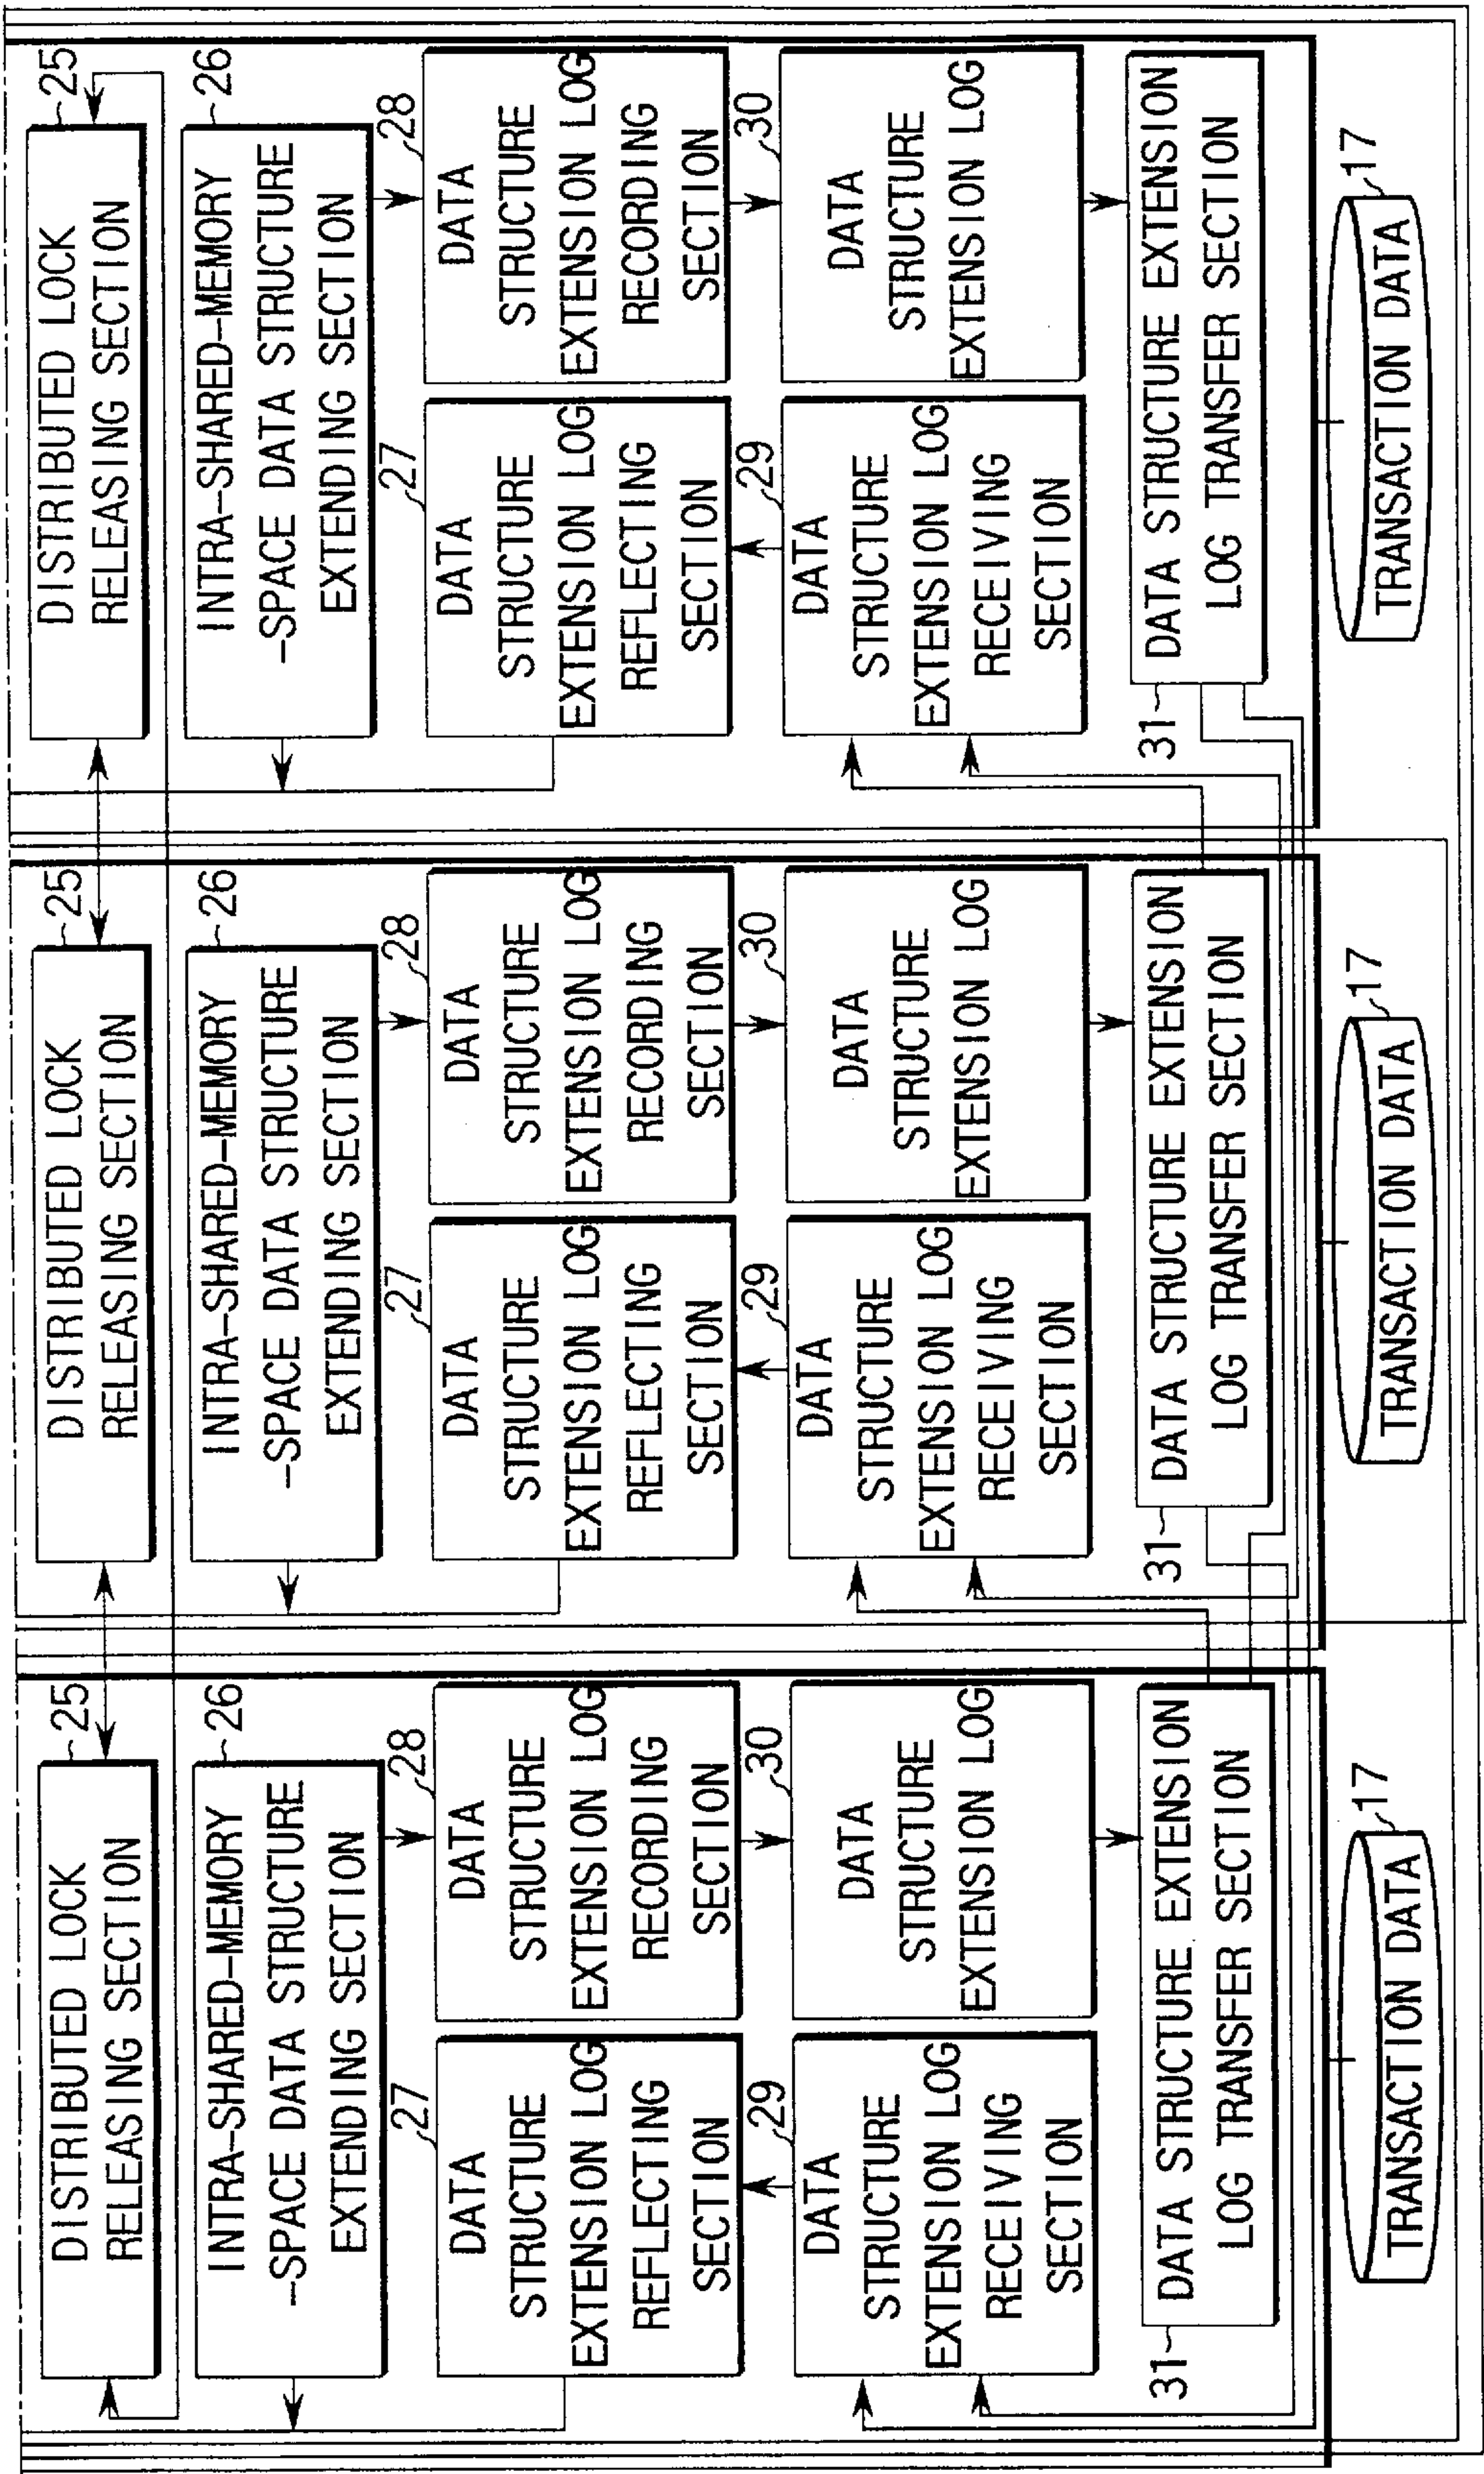 DISTRIBUTED LOCK
RELEASING SECTION
25
INTRA-SHARED-MEMORY
-SPACE DATA STRUCTURE
EXTENDING SECTION
26
27
DATA
STRUCTURE
EXTENSION LOG
REFLECTING
SECTION
28
DATA
STRUCTURE
EXTENSION LOG
RECORDING
SECTION
29
DATA
STRUCTURE
EXTENSION LOG
RECEIVING
SECTION
30
DATA
STRUCTURE
EXTENSION LOG
31
DATA STRUCTURE EXTENSION
LOG TRANSFER SECTION
TRANSACTION DATA
17
DISTRIBUTED LOCK
RELEASING SECTION
25
INTRA-SHARED-MEMORY
-SPACE DATA STRUCTURE
EXTENDING SECTION
26
27
DATA
STRUCTURE
EXTENSION LOG
REFLECTING
SECTION
28
DATA
STRUCTURE
EXTENSION LOG
RECORDING
SECTION
29
DATA
STRUCTURE
EXTENSION LOG
RECEIVING
SECTION
30
DATA
STRUCTURE
EXTENSION LOG
31
DATA STRUCTURE EXTENSION
LOG TRANSFER SECTION
TRANSACTION DATA
17
DISTRIBUTED LOCK
RELEASING SECTION
25
INTRA-SHARED-MEMORY
-SPACE DATA STRUCTURE
EXTENDING SECTION
26
27
DATA
STRUCTURE
EXTENSION LOG
REFLECTING
SECTION
28
DATA
STRUCTURE
EXTENSION LOG
RECORDING
SECTION
29
DATA
STRUCTURE
EXTENSION LOG
RECEIVING
SECTION
30
DATA
STRUCTURE
EXTENSION LOG
31
DATA STRUCTURE EXTENSION
LOG TRANSFER SECTION
TRANSACTION DATA
17